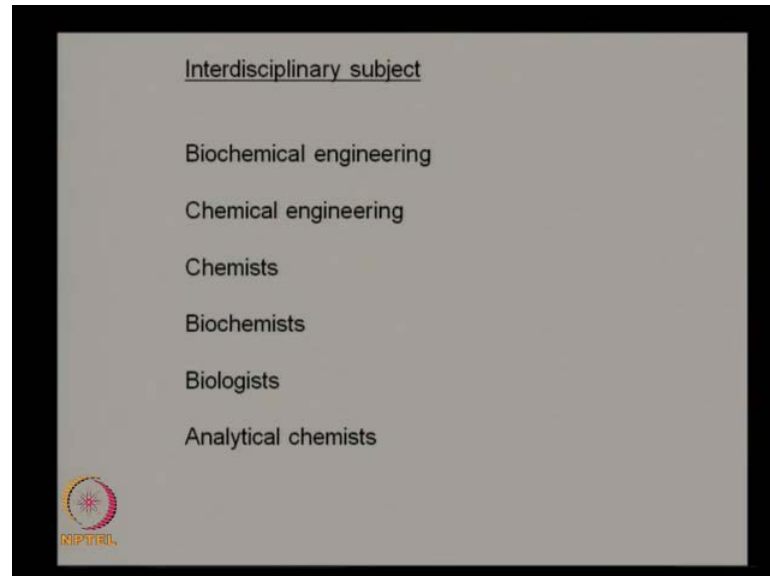 Interdisciplinary subject
Biochemical engineering
Chemical engineering
Chemists
Biochemists
Biologists
Analytical chemists
NPTEL